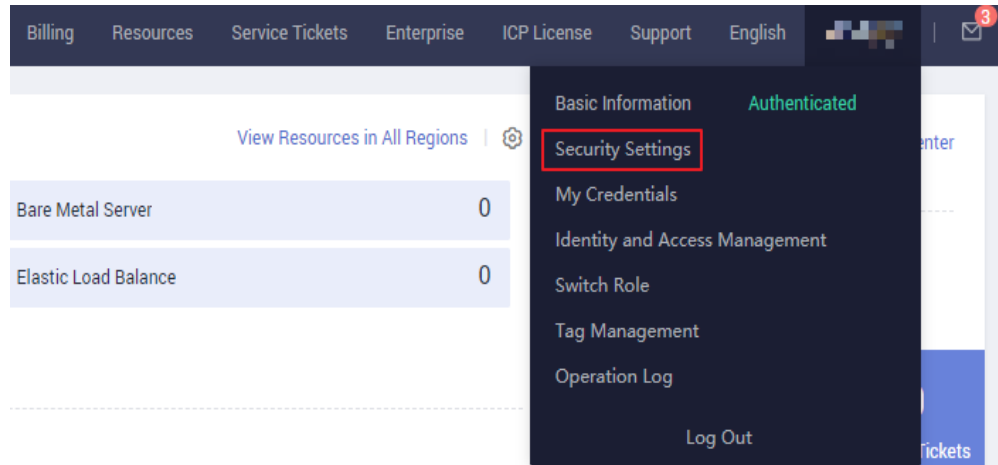 Billing Resources Service Tickets Enterprise ICP License Support English 3
Basic Information Authenticated
View Resources in All Regions enter
Security Settings
My Credentials
Bare Metal Server 0
Identity and Access Management
Elastic Load Balance 0
Switch Role
Tag Management
Operation Log
Log Out
Tickets